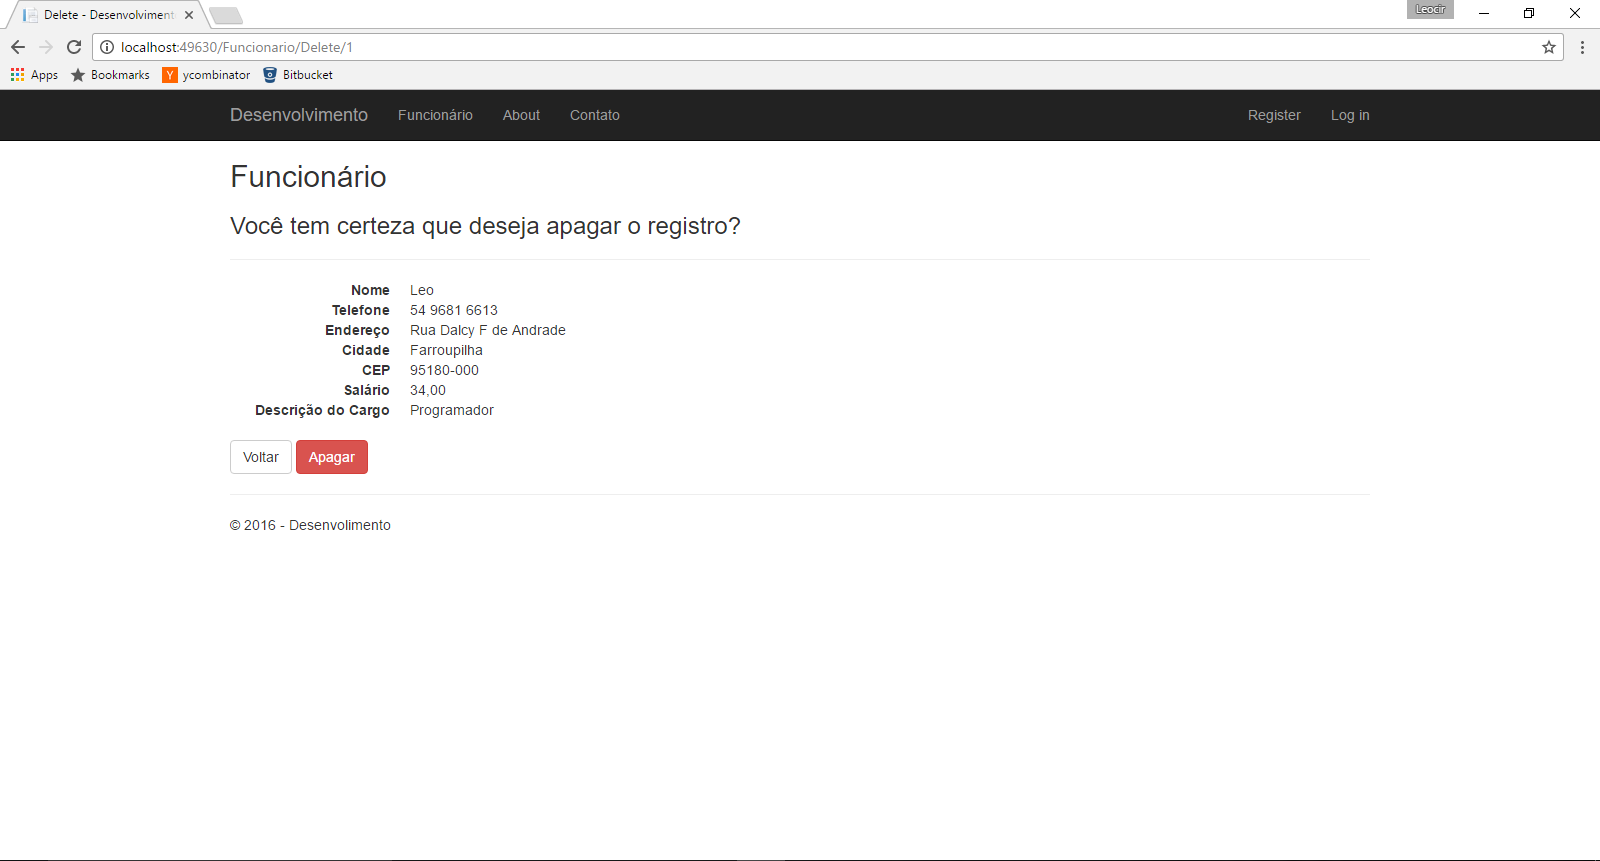 Delete - Desenvolviment
Leocir
localhost:49630/Funcionario/Delete/1
Apps Bookmarks Y ycombinator Bitbucket
Desenvolvimento Funcionário About Contato Register Log in
Funcionário
Você tem certeza que deseja apagar o registro?
Nome Leo
Telefone 54 9681 6613
Endereço Rua Dalcy F de Andrade
Cidade Farroupilha
CEP 95180-000
Salário 34,00
Descrição do Cargo Programador
Voltar Apagar
© 2016 - Desenvolimento